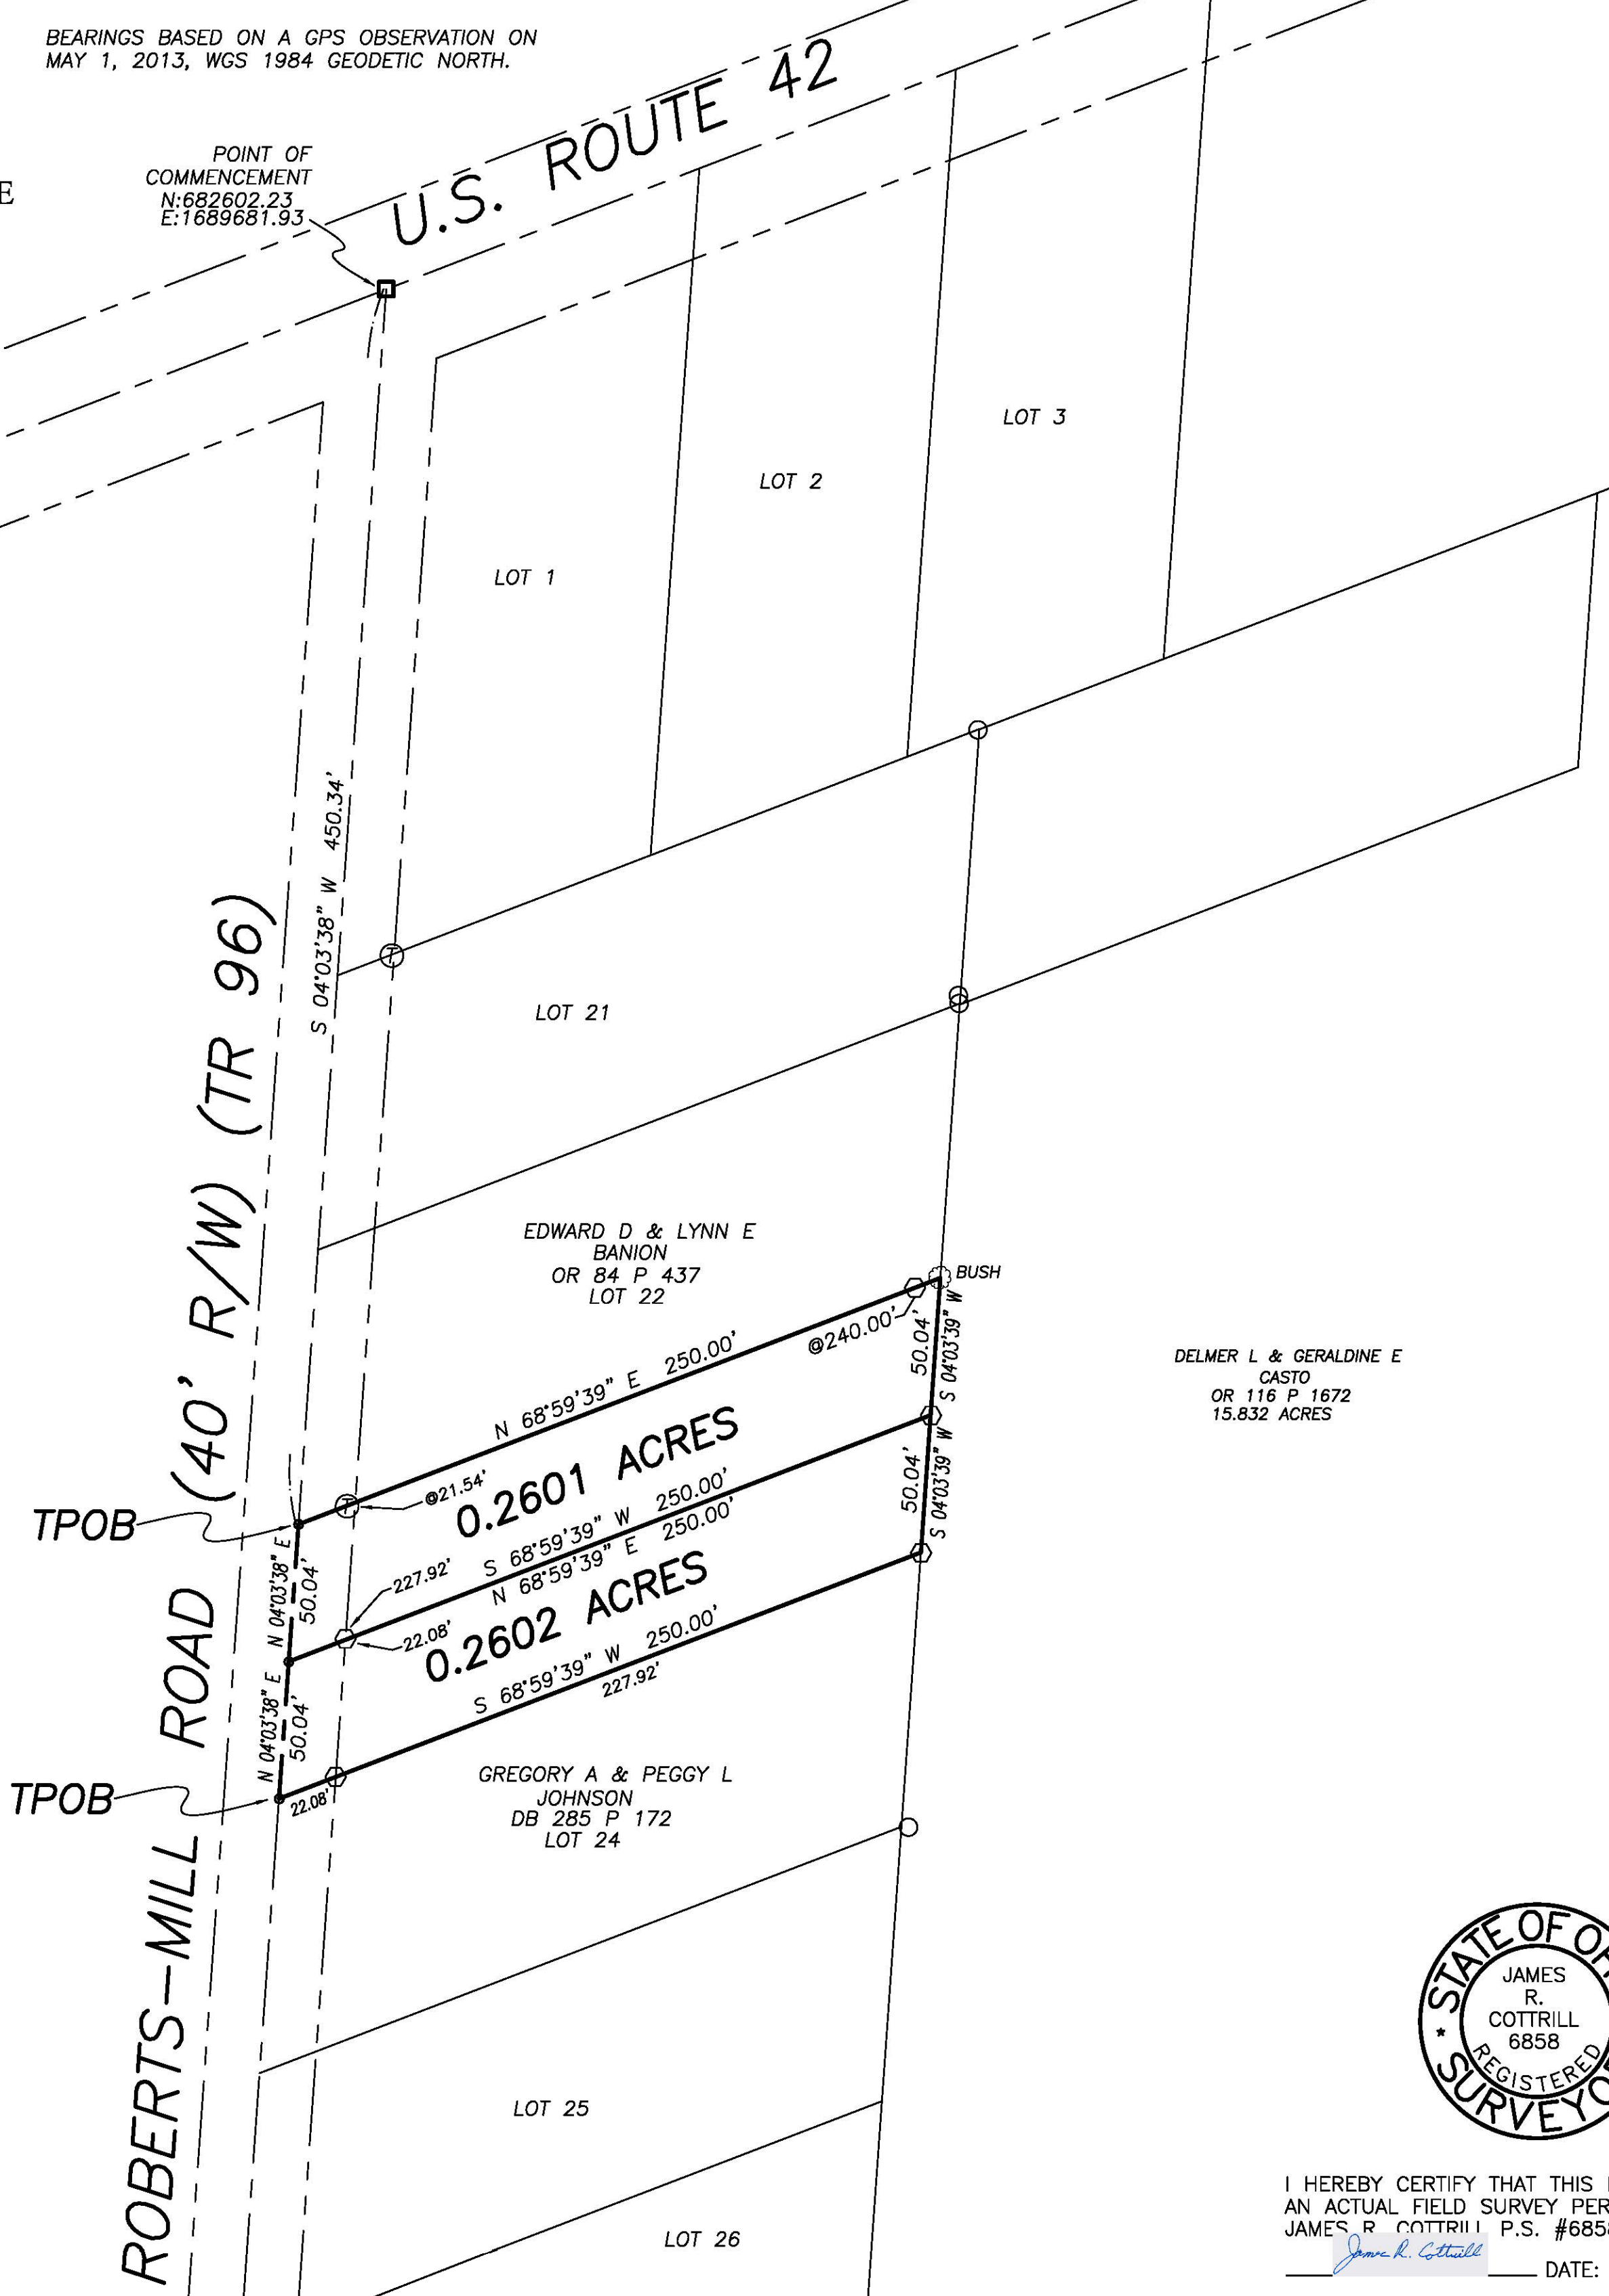 BEARINGS BASED ON A GPS OBSERVATION ON
MAY 1, 2013, WGS 1984 GEODETIC NORTH.
E
POINT OF
COMMENCEMENT
N:682602.23
E:1689681.93
U.S. ROUTE 42
LOT 1
LOT 2
LOT 3
S 04°03'38" W 450.34'
ROBERTS-MILL ROAD (40' R/W) (TR 96)
T
LOT 21
EDWARD D & LYNN E
BANION
OR 84 P 437
LOT 22
BUSH
N 68°59'39" E 250.00'
@240.00'
50.04'
S 04°03'39" W
DELMER L & GERALDINE E
CASTO
OR 116 P 1672
15.832 ACRES
TPOB
T
@21.54'
0.2601 ACRES
N 04°03'38" E
50.04'
227.92'
S 68°59'39" W 250.00'
N 68°59'39" E 250.00'
22.08'
50.04'
S 04°03'39" W
0.2602 ACRES
N 04°03'38" E
50.04'
S 68°59'39" W 250.00'
227.92'
TPOB
22.08'
GREGORY A & PEGGY L
JOHNSON
DB 285 P 172
LOT 24
LOT 25
LOT 26
STATE OF
JAMES
R.
COTTRILL
6858
REGISTERED
I HEREBY CERTIFY THAT THIS
AN ACTUAL FIELD SURVEY
JAMES R. COTTRILL P.S. #685
James R. Cottrill
DATE: